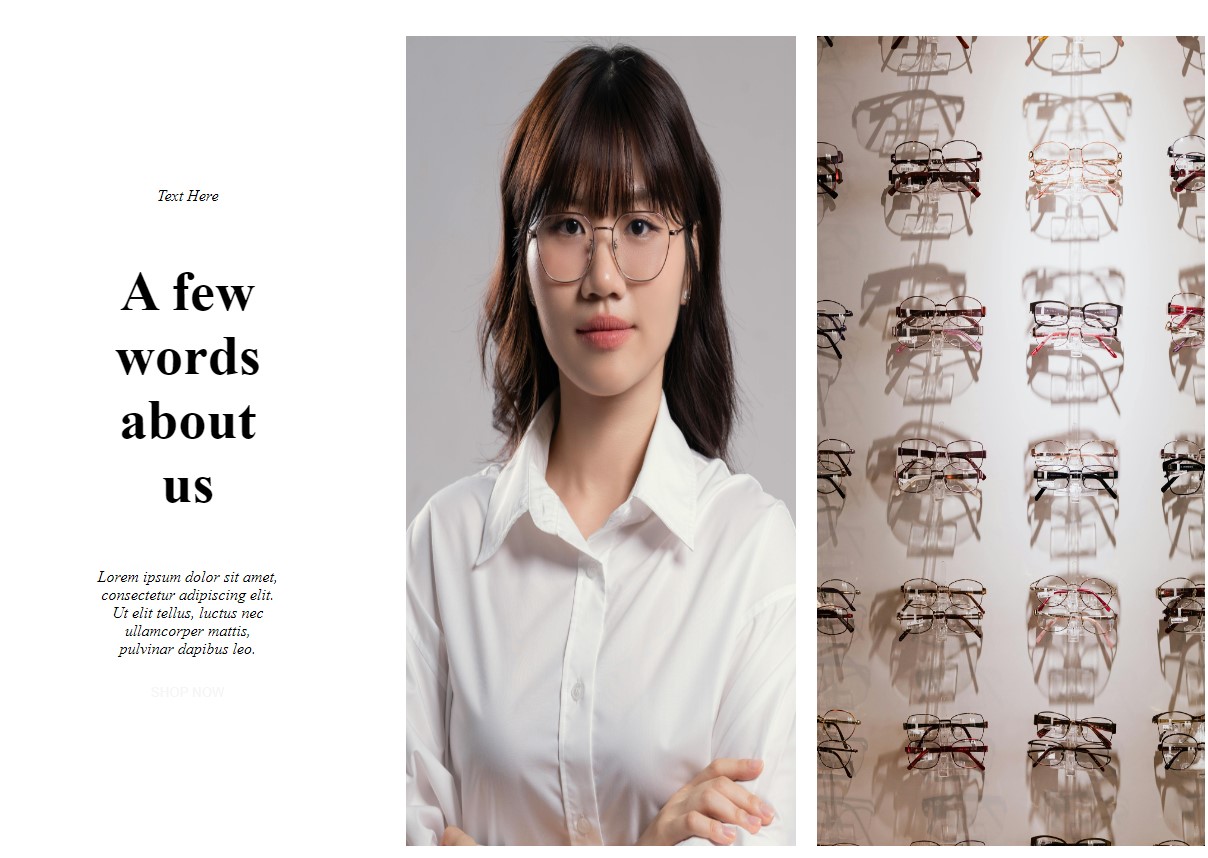 Text Here
A few
words
about
us
Lorem ipsum dolor sit amet,
consectetur adipiscing elit.
Ut elit tellus, luctus nec
ullamcorper mattis,
pulvinar dapibus leo.
SHOP NOW